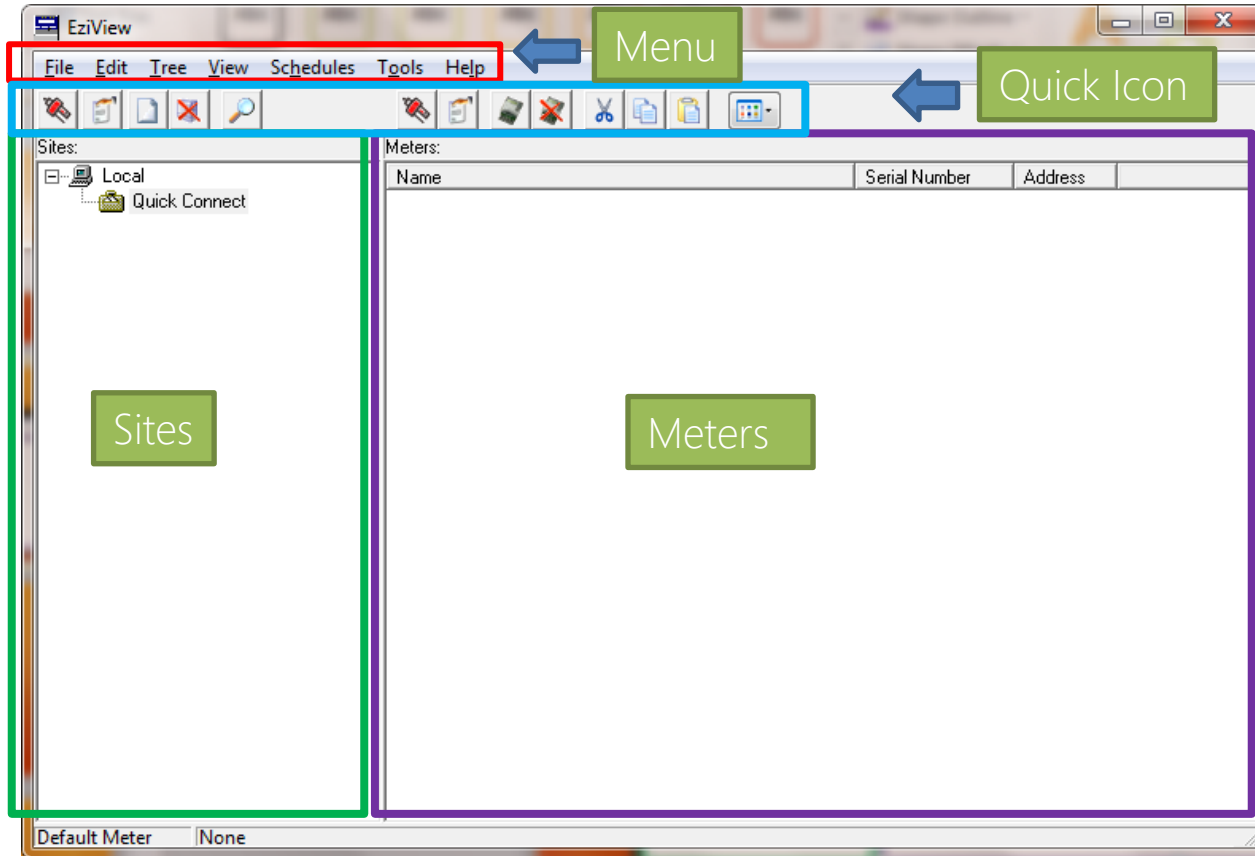 EziView
Menu
File Edit Tree View Schedules Tools Help
Quick Icon
Sites: Meters:
Local Name Serial Number Address
Quick Connect
Sites Meters
Default Meter None